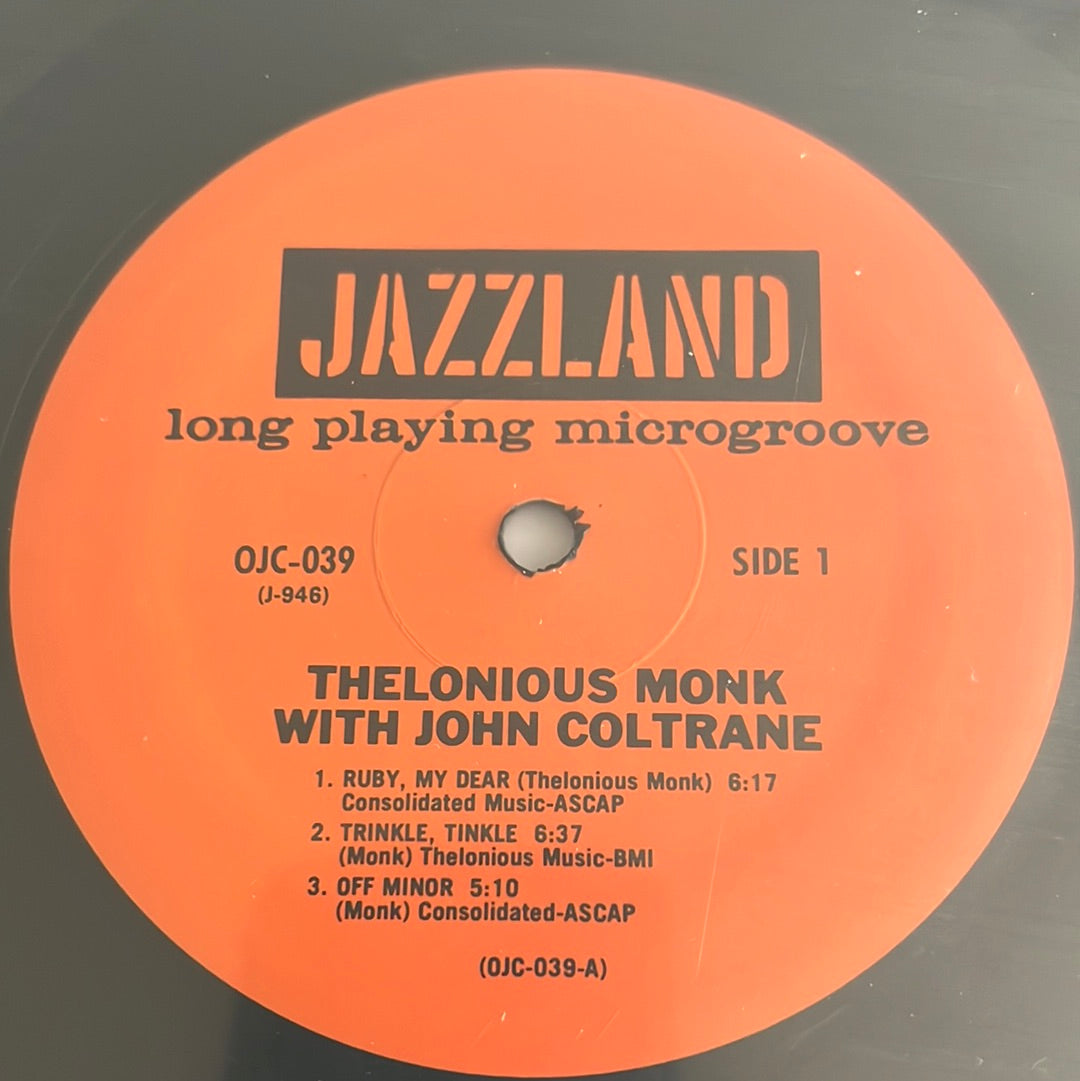 JAZZLAND
long playing microgroove
OJC-039
(J-946)
SIDE 1
THELONIOUS MONK
WITH JOHN COLTRANE
1. RUBY, MY DEAR (Thelonious Monk) 6:17
Consolidated Music-ASCAP
2. TRINKLE, TINKLE 6:37
(Monk) Thelonious Music-BMI
3. OFF MINOR 5:10
(Monk) Consolidated-ASCAP
(OJC-039-A)